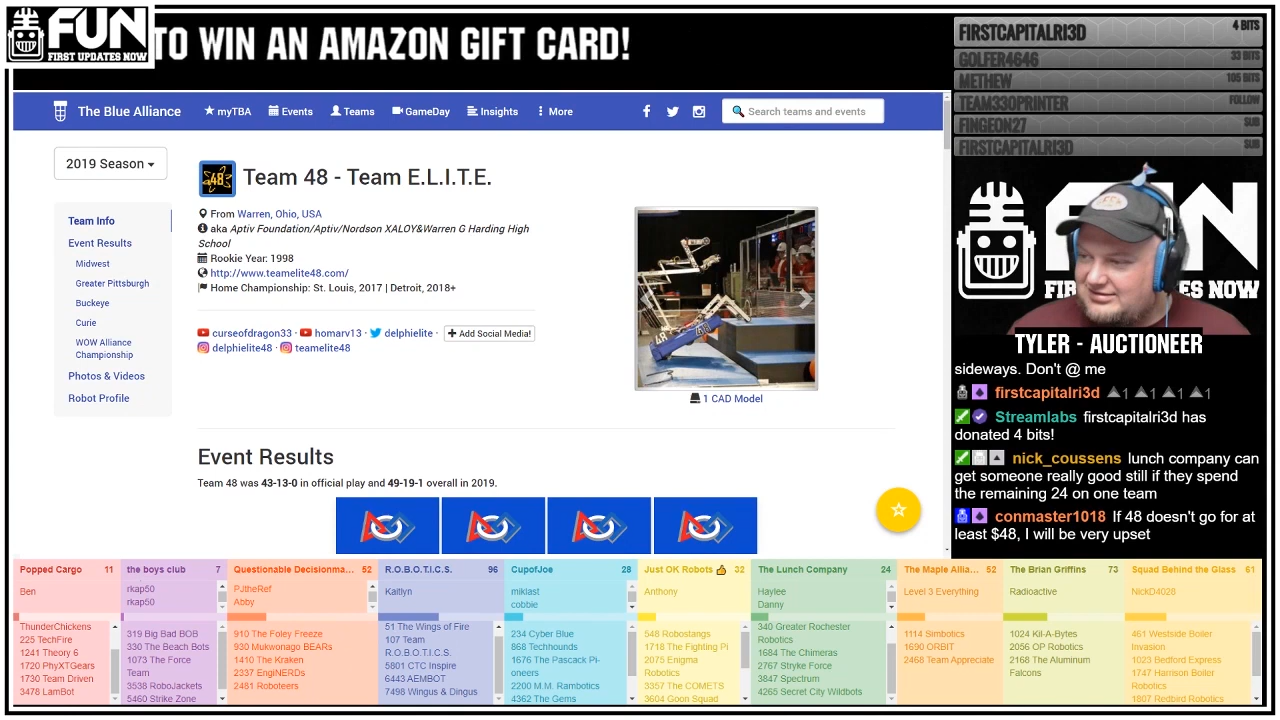 FUN
FIRST UPDATES NOW
TO WIN AN AMAZON GIFT CARD!
The Blue Alliance
myTBA
Events
Teams
GameDay
Insights
More
Search teams and events
2019 Season
Team Info
Event Results
Midwest
Greater Pittsburgh
Buckeye
Curie
WOW Alliance
Championship
Photos & Videos
Robot Profile
48
Team 48 - Team E.L.I.T.E.
From Warren, Ohio, USA
aka Aptiv Foundation/Aptiv/Nordson XALOY&Warren G Harding High
School
Rookie Year: 1998
http://www.teamelite48.com/
Home Championship: St. Louis, 2017 | Detroit, 2018+
curseofdragon33 · homarv13 · delphielite · Add Social Media!
delphielite48 · teamelite48
48
1 CAD Model
Event Results
Team 48 was 43-13-0 in official play and 49-19-1 overall in 2019.
FIRSTCAPITALRI3D 4 BITS
GOLFER4646 33 BITS
METHEW 105 BITS
TEAM330PRINTER FOLLOW
FINGEON27 SUB
FIRSTCAPITALRI3D SUB
TYLER - AUCTIONEER
sideways. Don't @ me
firstcapitalri3d 1 1 1 1
Streamlabs firstcapitalri3d has
donated 4 bits!
nick_coussens lunch company can
get someone really good still if they spend
the remaining 24 on one team
conmaster1018 If 48 doesn't go for at
least $48, I will be very upset
Popped Cargo 11
Ben
ThunderChickens
225 TechFire
1241 Theory 6
1720 PhyXTGears
1730 Team Driven
3478 LamBot
the boys club 7
rkap50
rkap50
319 Big Bad BOB
330 The Beach Bots
1073 The Force
Team
3538 RoboJackets
5460 Strike Zone
Questionable Decisionma... 52
PJtheRef
Abby
910 The Foley Freeze
930 Mukwonago BEARs
1410 The Kraken
2337 EngiNERDs
2481 Roboteers
R.O.B.O.T.I.C.S. 96
Kaitlyn
51 The Wings of Fire
107 Team
R.O.B.O.T.I.C.S.
5801 CTC Inspire
6443 AEMBOT
7498 Wingus & Dingus
CupofJoe 28
miklast
cobbie
234 Cyber Blue
868 Techhounds
1676 The Pascack Pi-
oneers
2200 M.M. Rambotics
4362 The Gems
Just OK Robots 32
Anthony
548 Robostangs
1718 The Fighting Pi
2075 Enigma
Robotics
3357 The COMETS
3604 Goon Squad
The Lunch Company 24
Haylee
Danny
340 Greater Rochester
Robotics
1684 The Chimeras
2767 Stryke Force
3847 Spectrum
4265 Secret City Wildbots
The Maple Allia... 52
Level 3 Everything
1114 Simbotics
1690 ORBIT
2468 Team Appreciate
The Brian Griffins 73
Radioactive
1024 Kil-A-Bytes
2056 OP Robotics
2168 The Aluminum
Falcons
Squad Behind the Glass 61
NickD4028
461 Westside Boiler
Invasion
1023 Bedford Express
1747 Harrison Boiler
Robotics
1807 Redbird Robotics